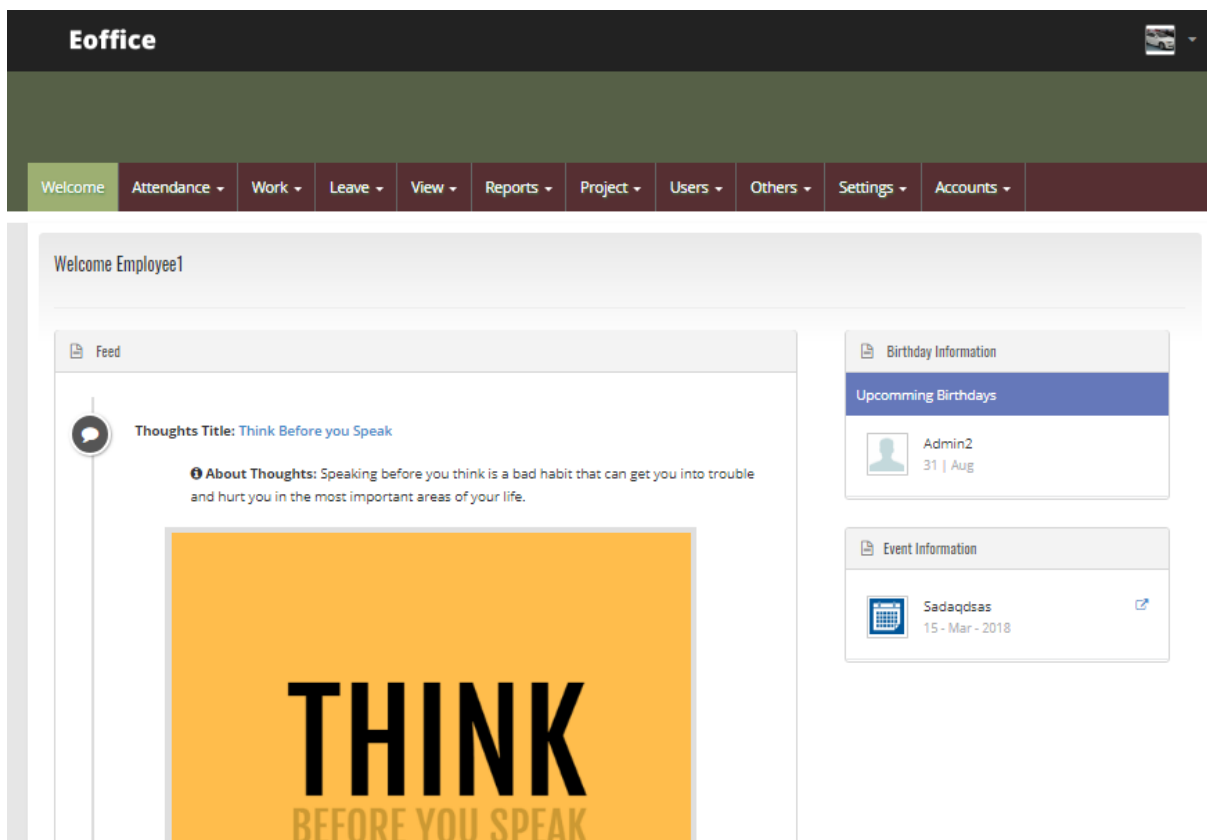 Eoffice
Welcome Attendance Work Leave View Reports Project Users Others Settings Accounts
Welcome Employee1
Feed
Thoughts Title: Think Before you Speak
About Thoughts: Speaking before you think is a bad habit that can get you into trouble
and hurt you in the most important areas of your life.
THINK
BEFORE YOU SPEAK
Birthday Information
Upcomming Birthdays
Admin2
31 | Aug
Event Information
Sadaqdsas
15 - Mar - 2018